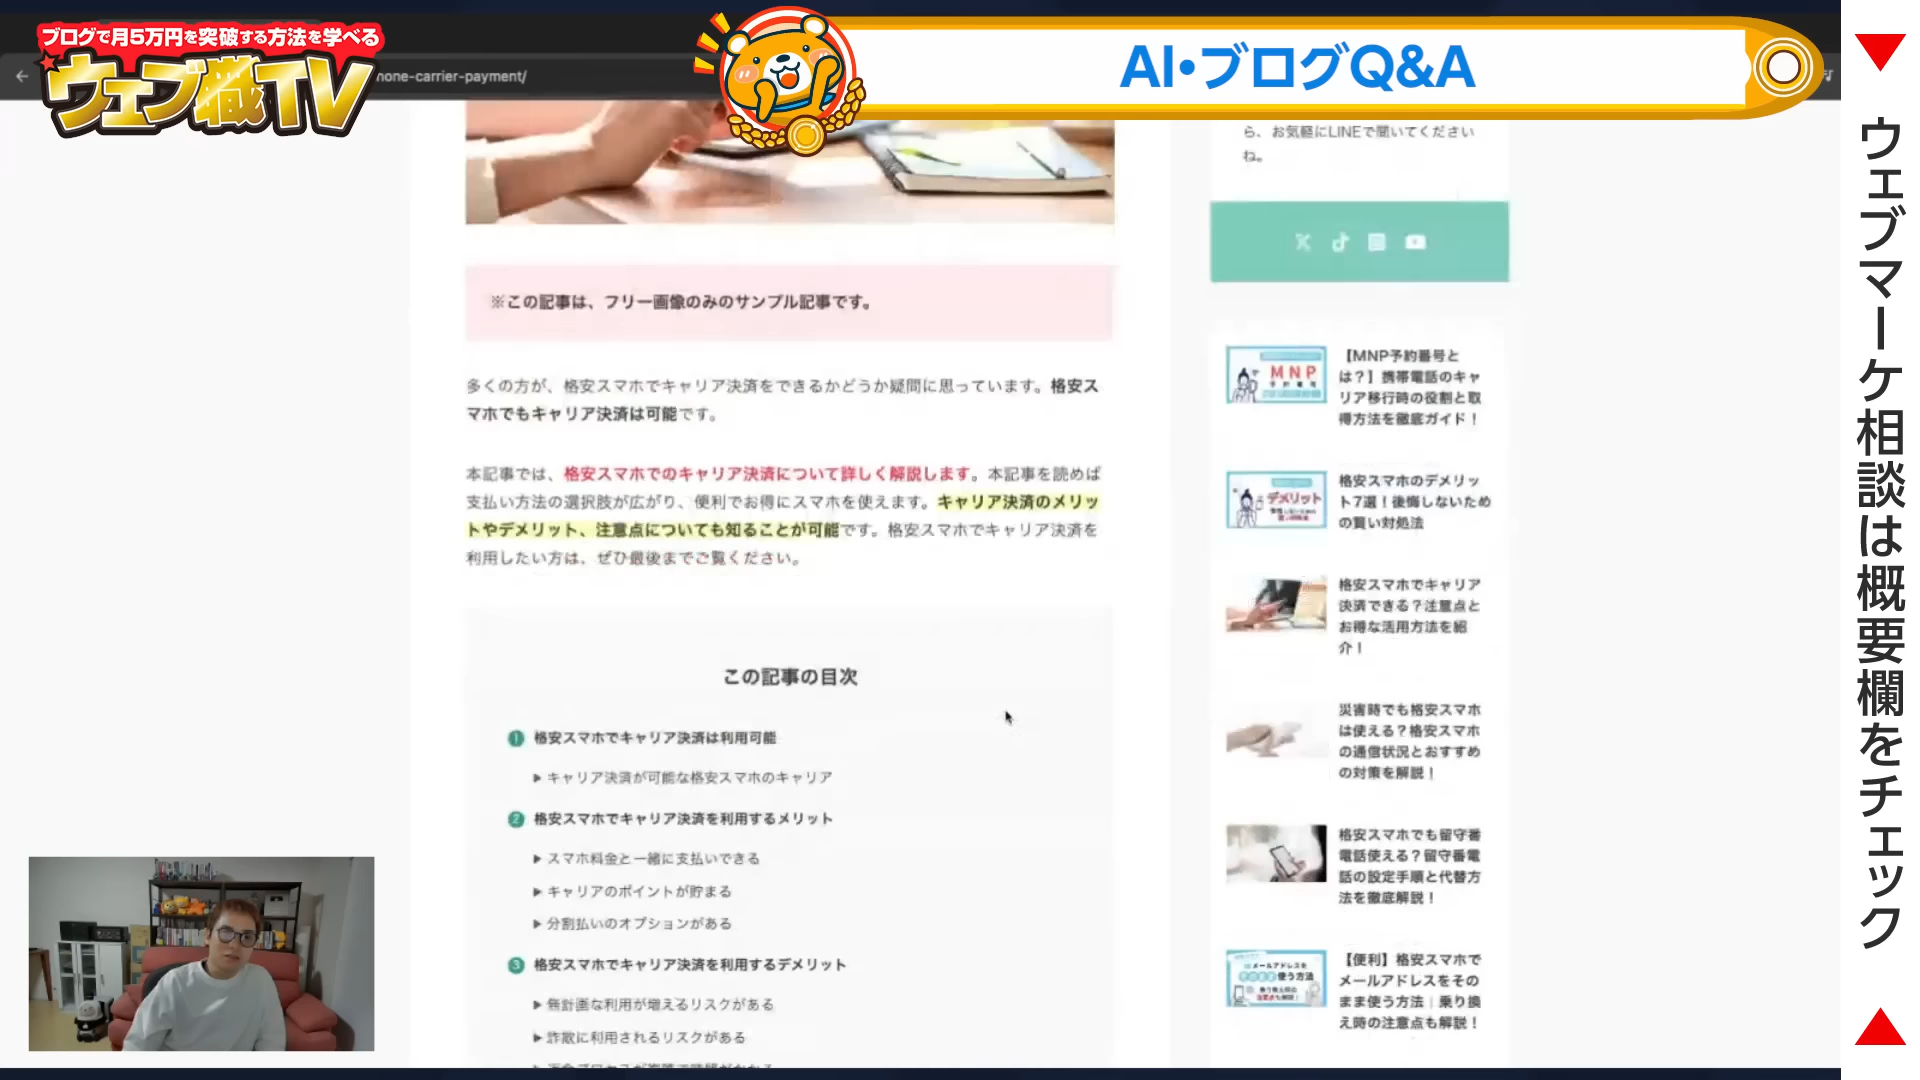 ブログで月5万円を突破する方法を学べる
ウェブ職TV
none-carrier-payment/
AI・ブログQ&A
ら、お気軽にLINEで聞いてください
ね。
※この記事は、フリー画像のみのサンプル記事です。
多くの方が、格安スマホでキャリア決済をできるかどうか疑問に思っています。格安ス
マホでもキャリア決済は可能です。
本記事では、格安スマホでのキャリア決済について詳しく解説します。本記事を読めば
支払い方法の選択肢が広がり、便利でお得にスマホを使えます。キャリア決済のメリッ
トやデメリット、注意点についても知ることが可能です。格安スマホでキャリア決済を
利用したい方は、ぜひ最後までご覧ください。
この記事の目次
1 格安スマホでキャリア決済は利用可能
▶ キャリア決済が可能な格安スマホのキャリア
2 格安スマホでキャリア決済を利用するメリット
▶ スマホ料金と一緒に支払いできる
▶ キャリアのポイントが貯まる
▶ 分割払いのオプションがある
3 格安スマホでキャリア決済を利用するデメリット
▶ 無計画な利用が増えるリスクがある
▶ 詐欺に利用されるリスクがある
MNP
【MNP予約番号と
は？】携帯電話のキャ
リア移行時の役割と取
得方法を徹底ガイド！
デメリット
格安スマホのデメリッ
ト7選！後悔しないため
の賢い対処法
格安スマホでキャリア
決済できる？注意点と
お得な活用方法を紹
介！
災害時でも格安スマホ
は使える？格安スマホ
の通信状況とおすすめ
の対策を解説！
格安スマホでも留守番
電話使える？留守番電
話の設定手順と代替方
法を徹底解説！
メールアドレスを
そのまま使う方法
【便利】格安スマホで
メールアドレスをその
まま使う方法｜乗り換
え時の注意点も解説！
ウェブマーケ相談は概要欄をチェック